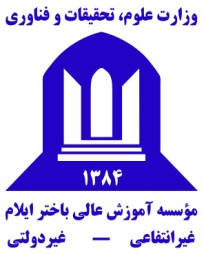 وزارت علوم، تحقیقات و فناوری
۱۳۸۴
مؤسسه آموزش عالی باختر ایلام
غیرانتفاعی — غیردولتی